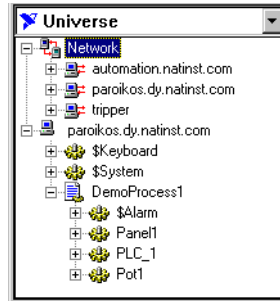 Universe
Network
automation.natinst.com
paroikos.dy.natinst.com
tripper
paroikos.dy.natinst.com
$Keyboard
$System
DemoProcess1
$Alarm
Panel1
PLC_1
Pot1